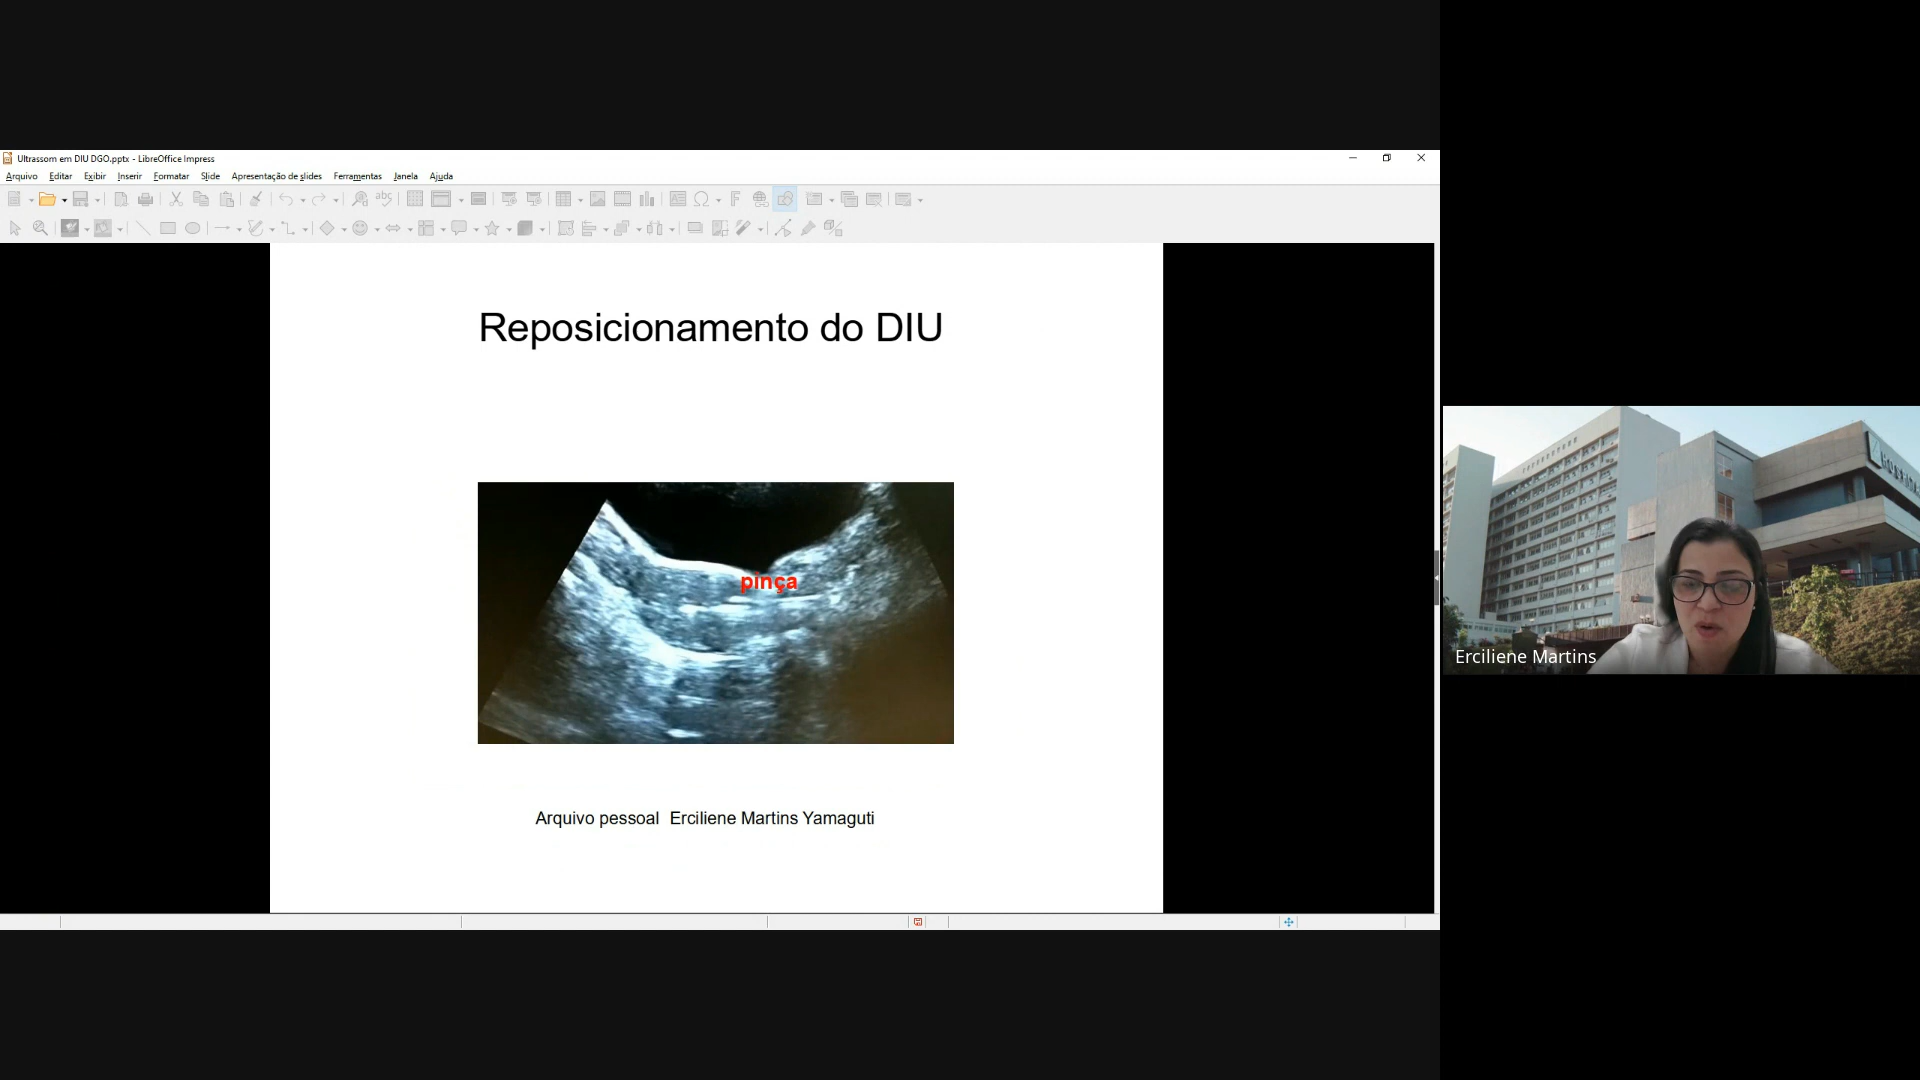 Ultrassom em DIU DGO.pptx - LibreOffice Impress
Arquivo Editar Exibir Inserir Formatar Slide Apresentação de slides Ferramentas Janela Ajuda
Reposicionamento do DIU
pinça
Arquivo pessoal Erciliene Martins Yamaguti
Erciliene Martins